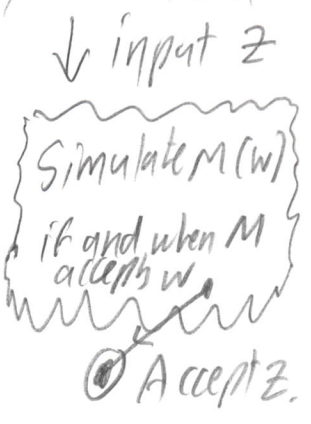 input z
Simulate M(w)
if and when M
accepts w
Accept z.